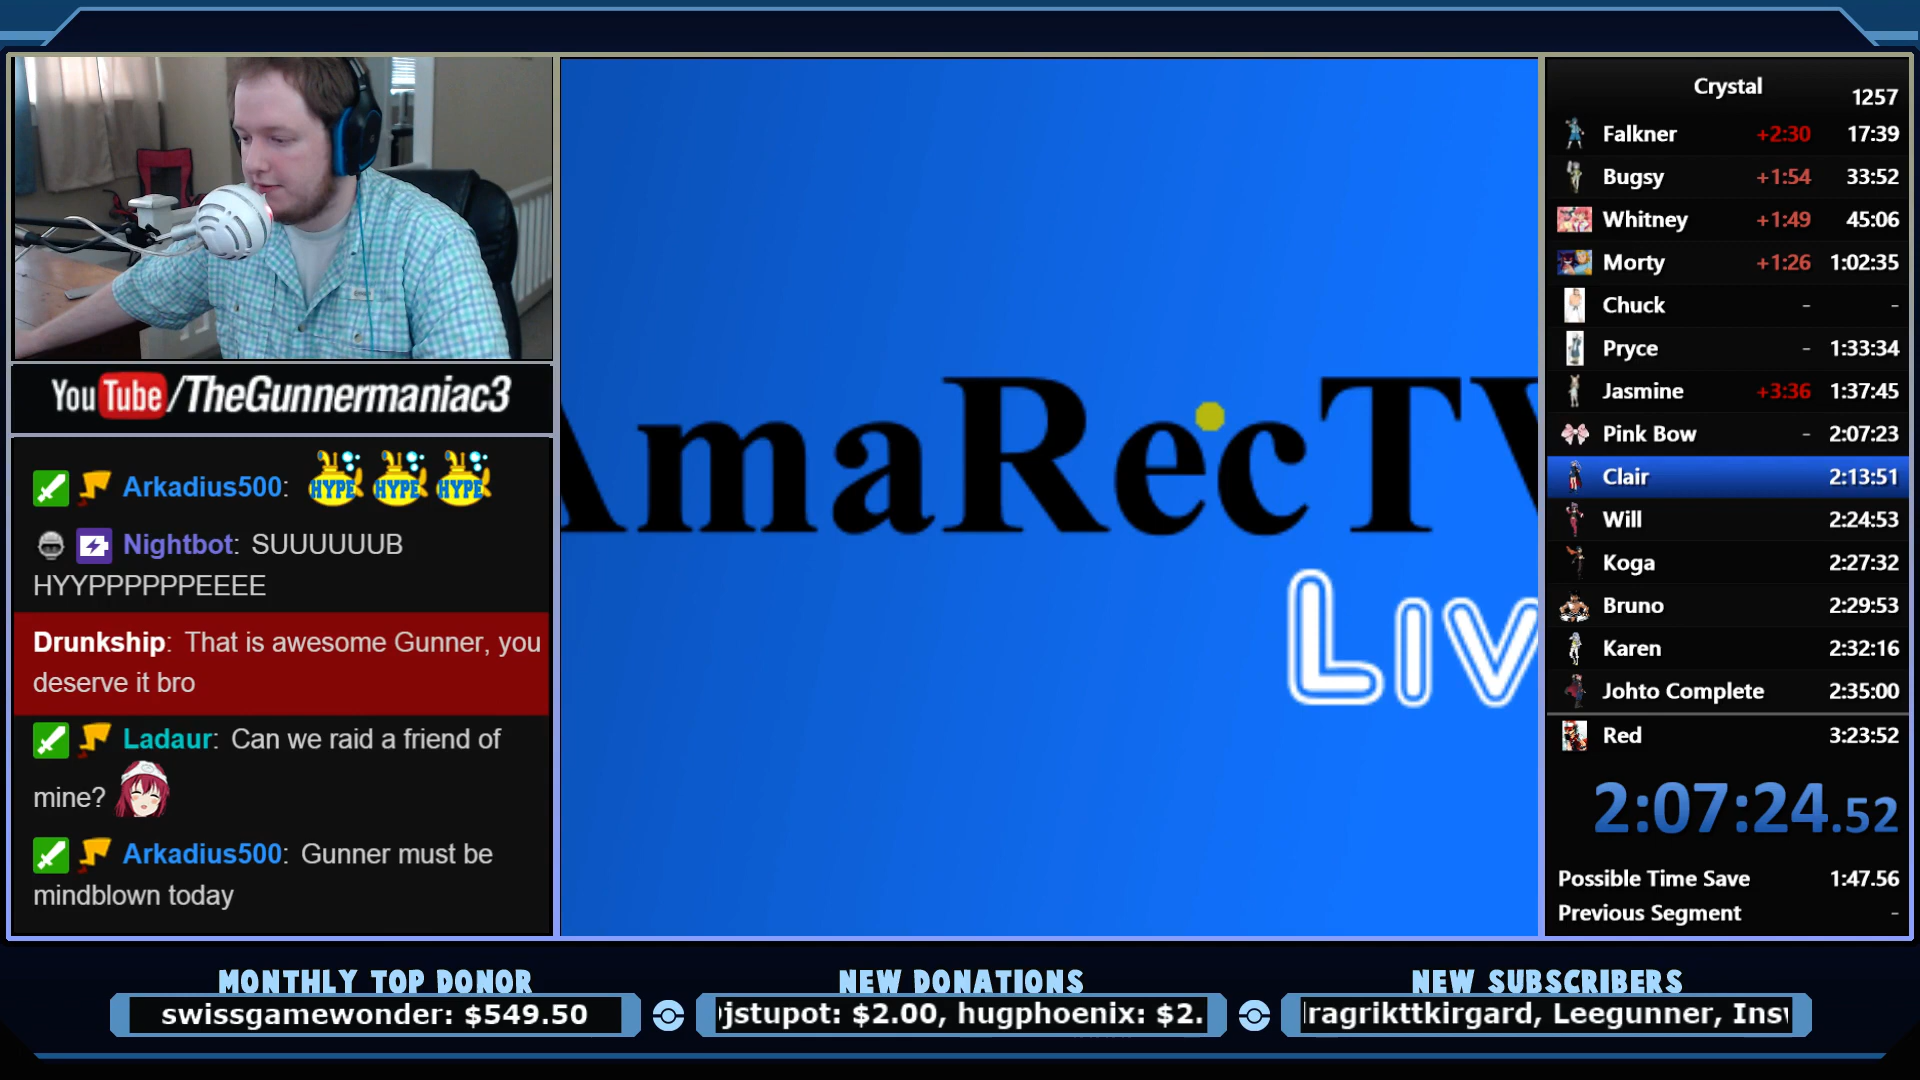 YouTube/TheGunnermaniac3
Arkadius500: HYPE HYPE HYPE
Nightbot: SUUUUUUB
HYYPPPPPPEEEE
Drunkship: That is awesome Gunner, you
deserve it bro
Ladaur: Can we raid a friend of
mine?
Arkadius500: Gunner must be
mindblown today
AmaRecTV
Liv
Crystal
1257
Falkner +2:30 17:39
Bugsy +1:54 33:52
Whitney +1:49 45:06
Morty +1:26 1:02:35
Chuck - -
Pryce - 1:33:34
Jasmine +3:36 1:37:45
Pink Bow - 2:07:23
Clair 2:13:51
Will 2:24:53
Koga 2:27:32
Bruno 2:29:53
Karen 2:32:16
Johto Complete 2:35:00
Red 3:23:52
2:07:24.52
Possible Time Save 1:47.56
Previous Segment -
MONTHLY TOP DONOR
swissgamewonder: $549.50
NEW DONATIONS
jstupot: $2.00, hugphoenix: $2.
NEW SUBSCRIBERS
ragrikttkirgard, Leegunner, Ins